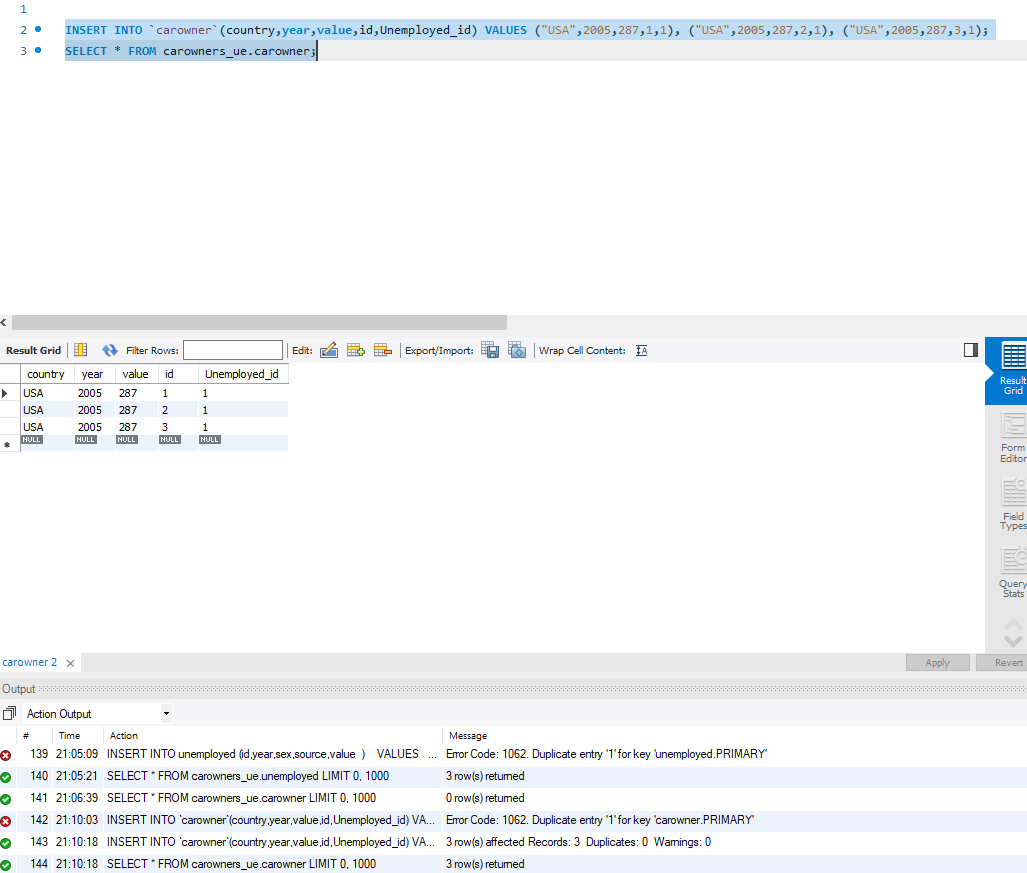 1
2 INSERT INTO `carowner`(country,year,value,id,Unemployed_id) VALUES ("USA",2005,287,1,1), ("USA",2005,287,2,1), ("USA",2005,287,3,1);
3 SELECT * FROM carowners_ue.carowner;
Result Grid Filter Rows: Edit: Export/Import: Wrap Cell Content: IA
country year value id Unemployed_id
USA 2005 287 1 1
USA 2005 287 2 1
USA 2005 287 3 1
NULL NULL NULL NULL NULL
Result
Grid
Form
Editor
Field
Types
Query
Stats
carowner 2 Apply Revert
Output
Action Output
# Time Action Message
139 21:05:09 INSERT INTO unemployed (id,year,sex,source,value ) VALUES ... Error Code: 1062. Duplicate entry '1' for key 'unemployed.PRIMARY'
140 21:05:21 SELECT * FROM carowners_ue.unemployed LIMIT 0, 1000 3 row(s) returned
141 21:06:39 SELECT * FROM carowners_ue.carowner LIMIT 0, 1000 0 row(s) returned
142 21:10:03 INSERT INTO `carowner`(country,year,value,id,Unemployed_id) VA... Error Code: 1062. Duplicate entry '1' for key 'carowner.PRIMARY'
143 21:10:18 INSERT INTO `carowner`(country,year,value,id,Unemployed_id) VA... 3 row(s) affected Records: 3 Duplicates: 0 Warnings: 0
144 21:10:18 SELECT * FROM carowners_ue.carowner LIMIT 0, 1000 3 row(s) returned